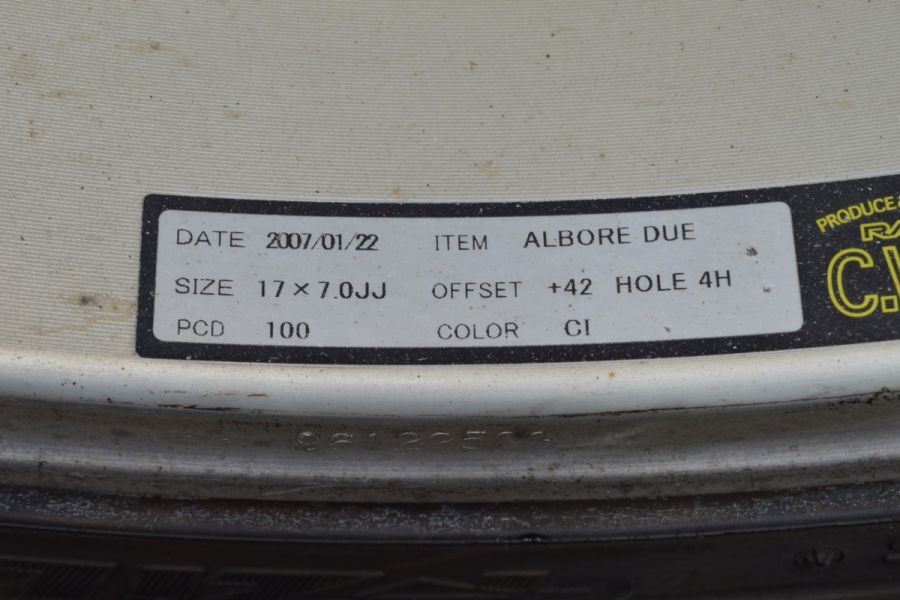 DATE 2007/01/22 ITEM ALBORE DUE
SIZE 17×7.0JJ OFFSET +42 HOLE 4H
PCD 100 COLOR CI
PRODUCE